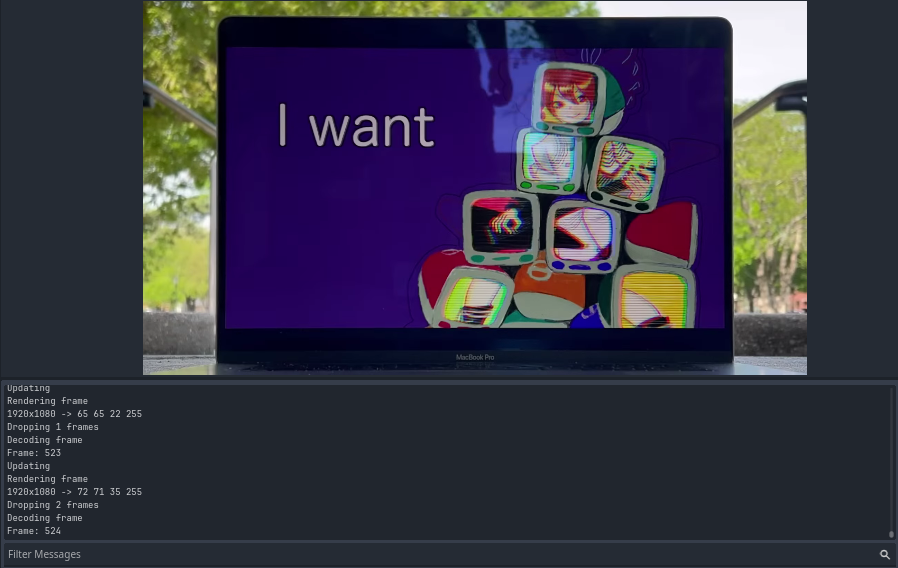 I want
MacBook Pro
Updating
Rendering frame
1920x1080 -> 65 65 22 255
Dropping 1 frames
Decoding frame
Frame: 523
Updating
Rendering frame
1920x1080 -> 72 71 35 255
Dropping 2 frames
Decoding frame
Frame: 524
Filter Messages